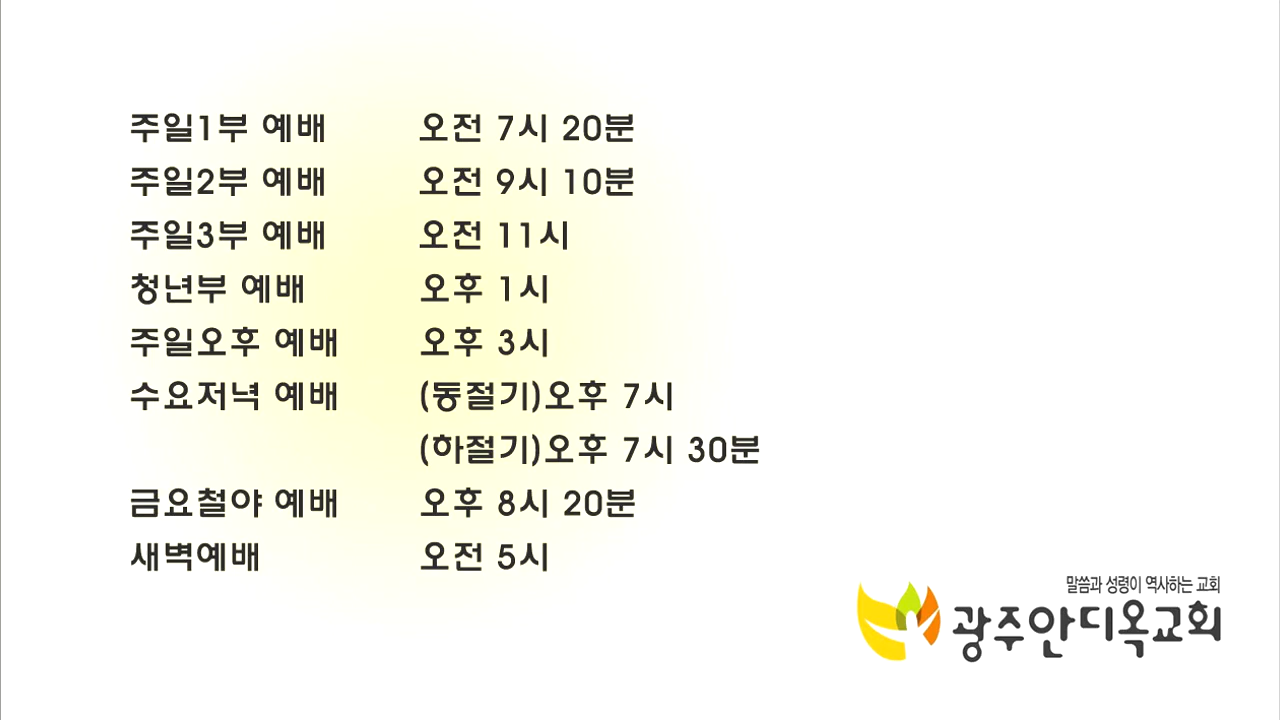 주일1부 예배 오전 7시 20분
주일2부 예배 오전 9시 10분
주일3부 예배 오전 11시
청년부 예배 오후 1시
주일오후 예배 오후 3시
수요저녁 예배 (동절기)오후 7시
(하절기)오후 7시 30분
금요철야 예배 오후 8시 20분
새벽예배 오전 5시
말씀과 성령이 역사하는 교회
광주안디옥교회